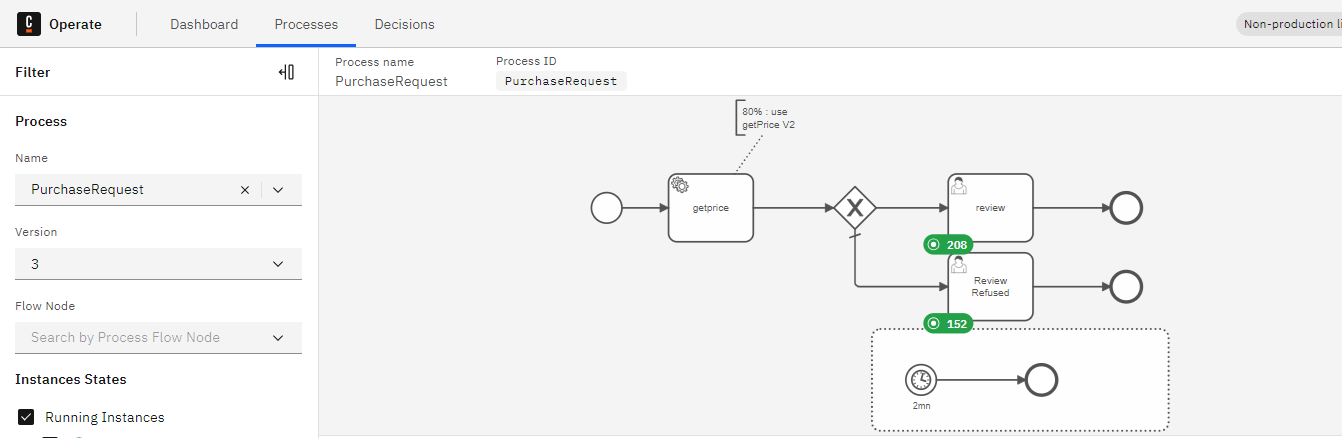 C Operate Dashboard Processes Decisions Non-production li
Filter
Process name Process ID
PurchaseRequest PurchaseRequest
Process
Name
PurchaseRequest
Version
3
Flow Node
Search by Process Flow Node
Instances States
Running Instances
80% : use
getPrice V2
getprice
X
review
208
Review
Refused
152
2mn